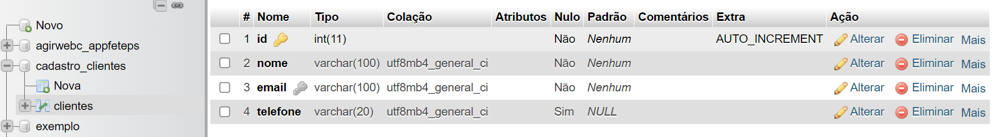 Novo
agirwebc_appfeteps
cadastro_clientes
Nova
clientes
exemplo
# Nome Tipo Colação Atributos Nulo Padrão Comentários Extra Ação
1 id int(11) Não Nenhum AUTO_INCREMENT Alterar Eliminar Mais
2 nome varchar(100) utf8mb4_general_ci Não Nenhum Alterar Eliminar Mais
3 email varchar(100) utf8mb4_general_ci Não Nenhum Alterar Eliminar Mais
4 telefone varchar(20) utf8mb4_general_ci Sim NULL Alterar Eliminar Mais